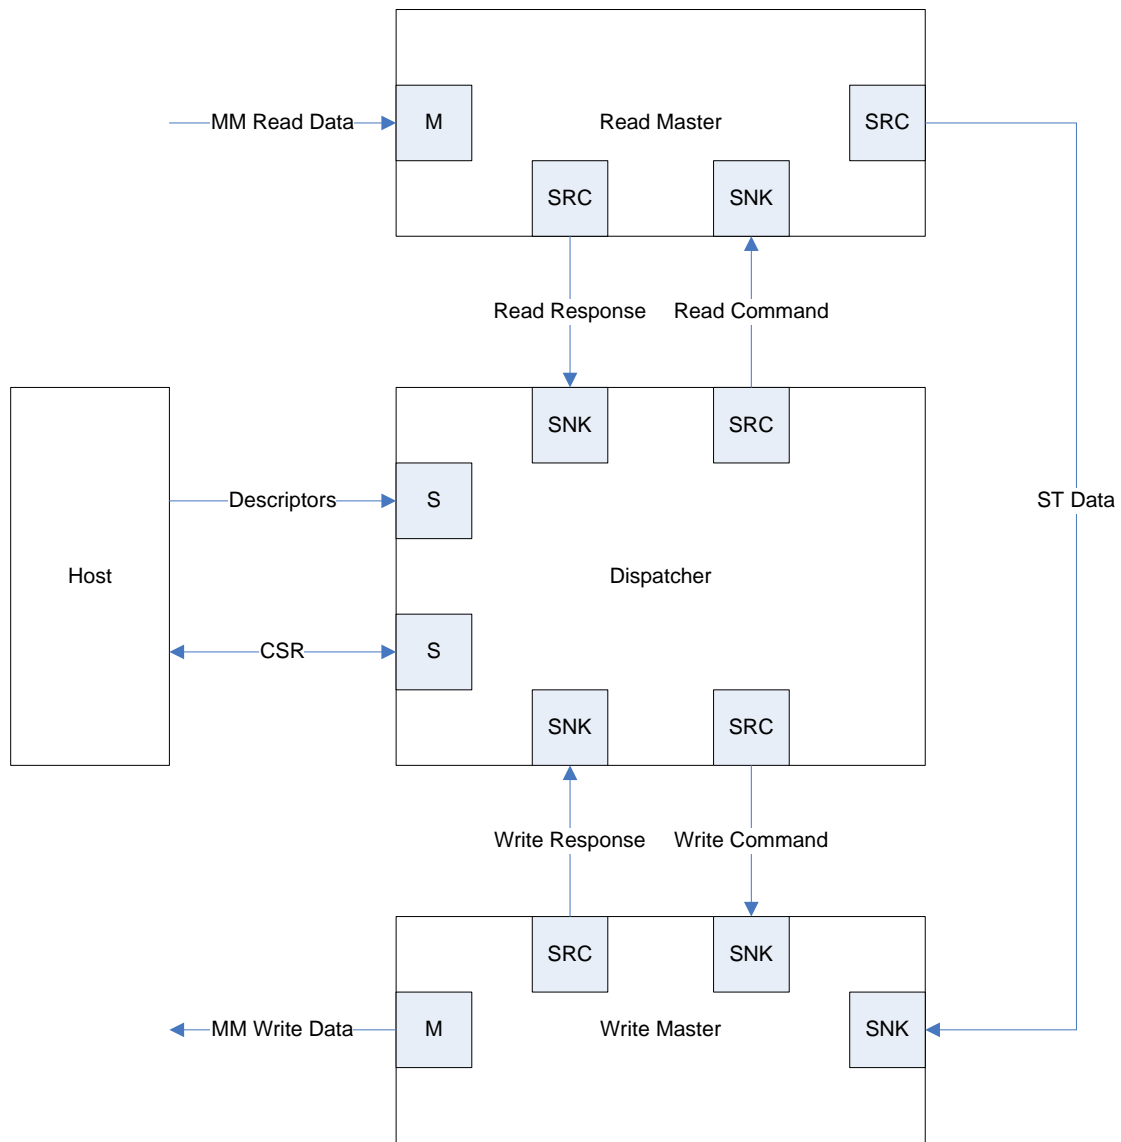 MM Read Data
M
Read Master
SRC
SRC
SNK
Read Response
Read Command
SNK
SRC
Descriptors
S
ST Data
Host
Dispatcher
CSR
S
SNK
SRC
Write Response
Write Command
SRC
SNK
MM Write Data
M
Write Master
SNK